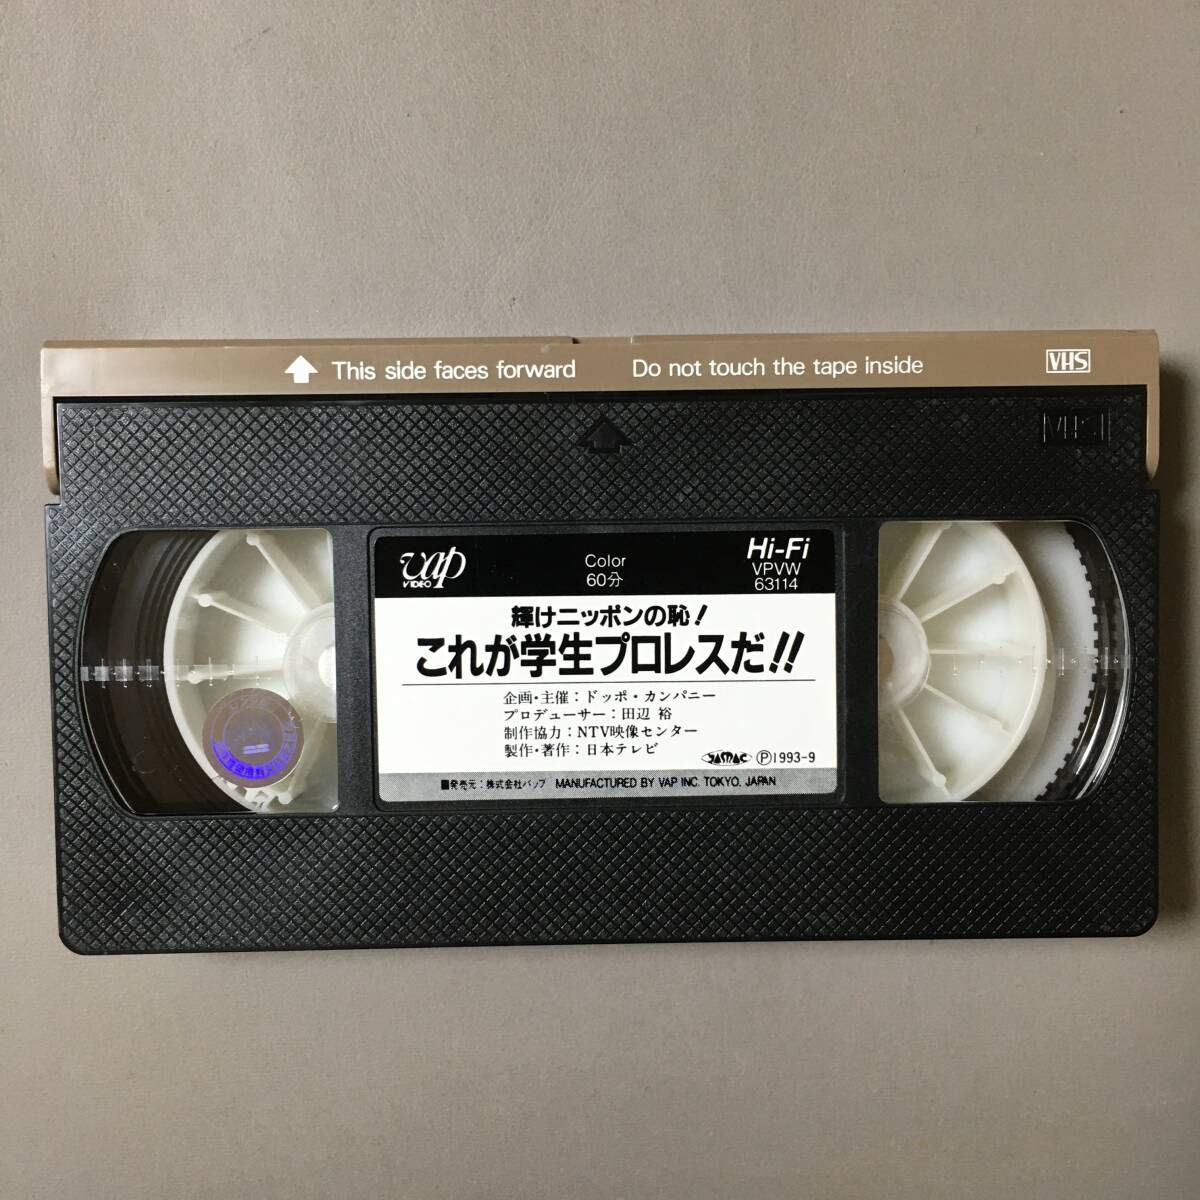 This side faces forward Do not touch the tape inside VHS
VHS
vap VIDEO
Color
60分
Hi-Fi
VPVW
63114
輝けニッポンの恥!
これが学生プロレスだ!!
企画・主催:ドッポ・カンパニー
プロデューサー:田辺 裕
制作協力:NTV映像センター
製作・著作:日本テレビ
JASRAC Ⓟ1993-9
■発売元:株式会社バップ MANUFACTURED BY VAP INC. TOKYO, JAPAN